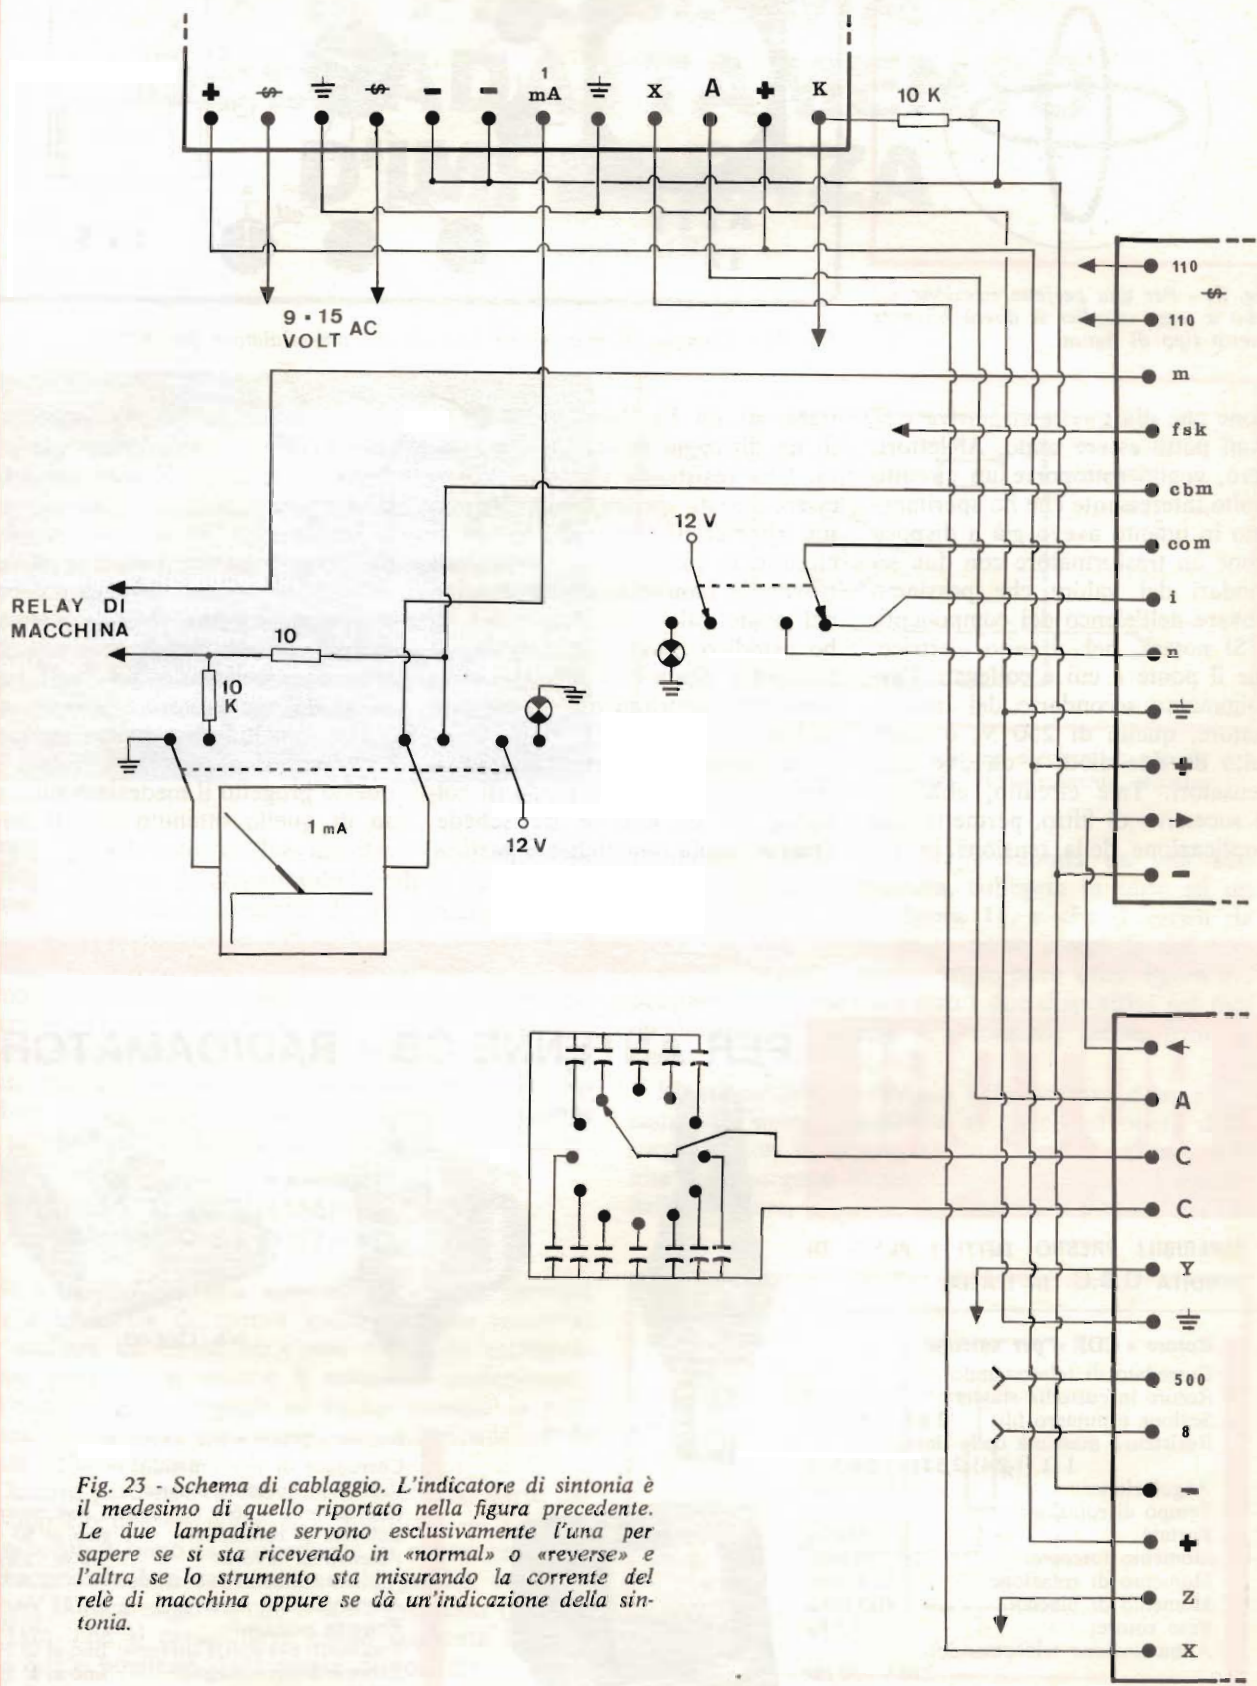 + -$- ⏚ -$- - - 1 mA ⏚ X A + K
10 K
9 - 15 VOLT AC
110
-$-
110
m
fsk
cbm
12 V
com
i
n
RELAY DI
MACCHINA
10
10 K
⏚
+
→
-
1 mA
12 V
←
A
C
C
Y
⏚
500
8
-
+
Z
X
Fig. 23 - Schema di cablaggio. L'indicatore di sintonia è
il medesimo di quello riportato nella figura precedente.
Le due lampadine servono esclusivamente l'una per
sapere se si sta ricevendo in «normal» o «reverse» e
l'altra se lo strumento sta misurando la corrente del
relè di macchina oppure se dà un'indicazione della sin-
tonia.